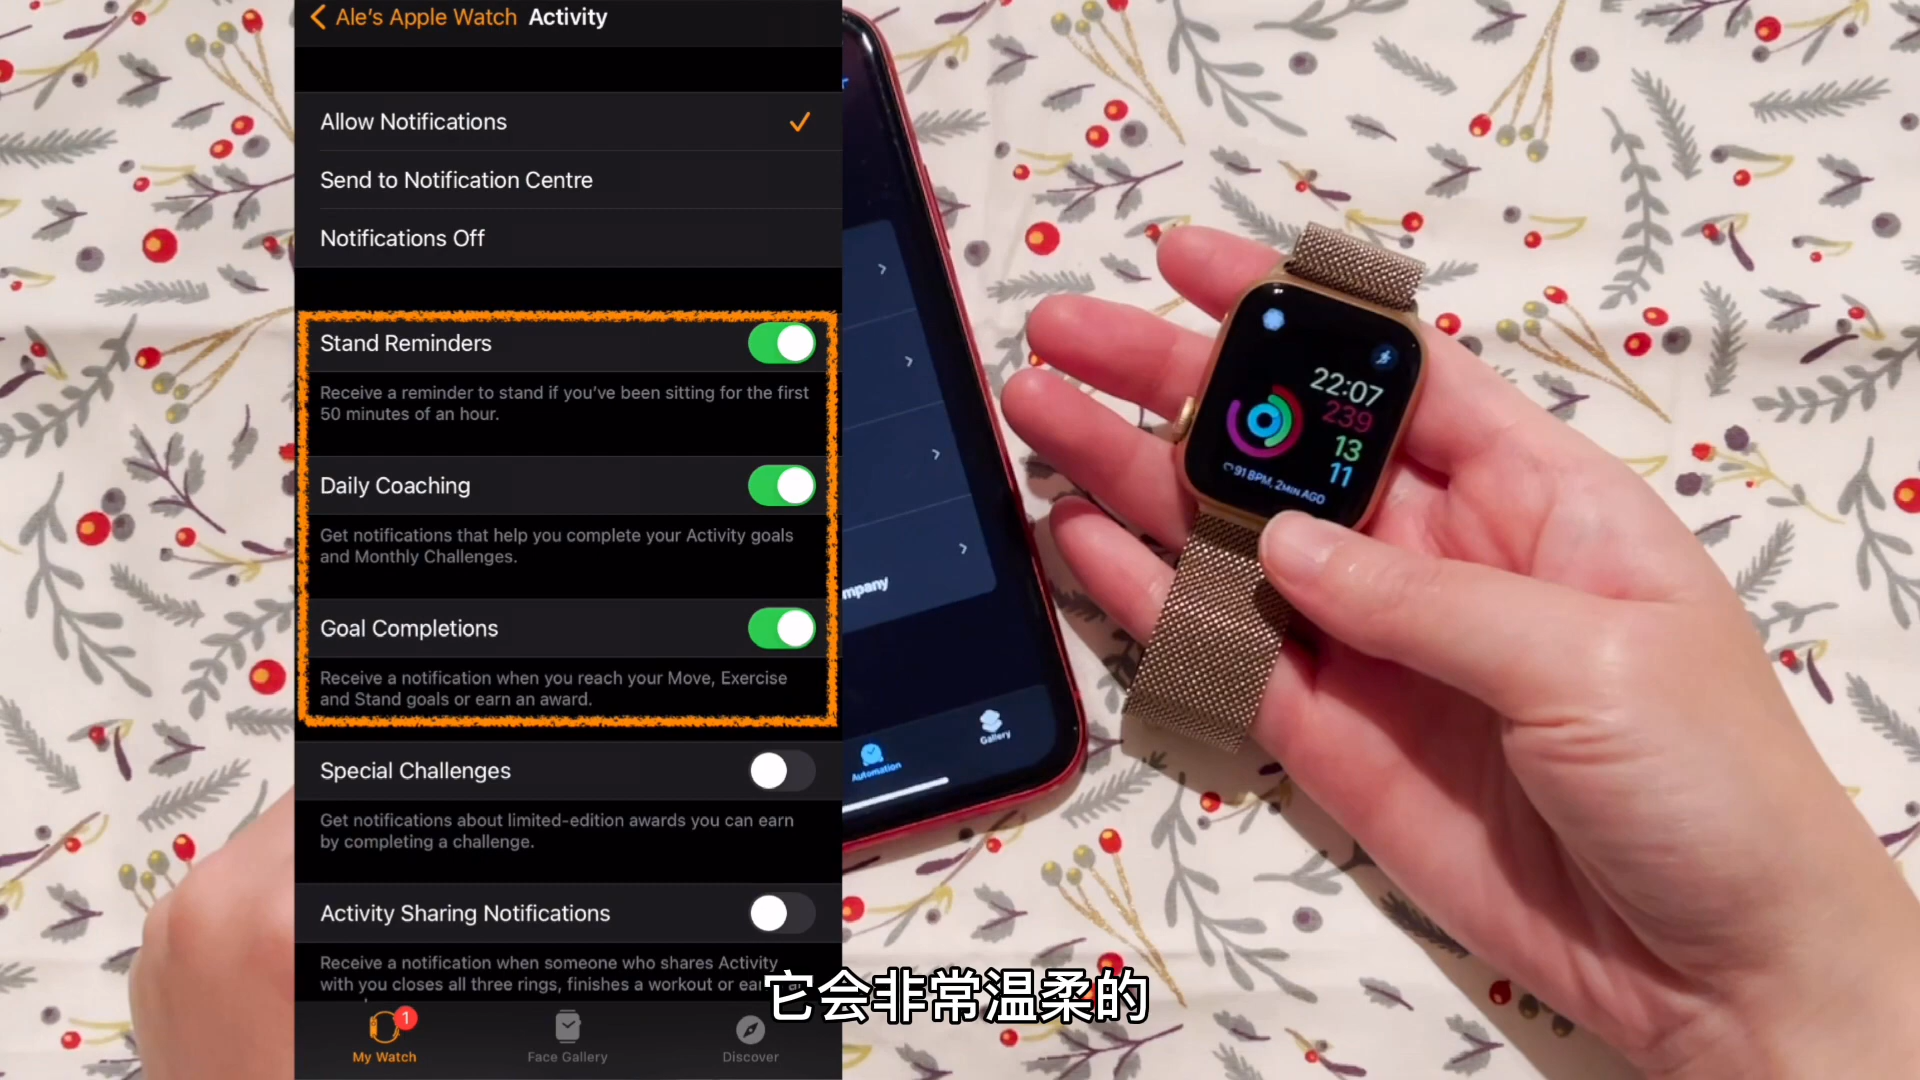 Ale's Apple Watch Activity
Allow Notifications
Send to Notification Centre
Notifications Off
Stand Reminders
Receive a reminder to stand if you've been sitting for the first
50 minutes of an hour.
Daily Coaching
Get notifications that help you complete your Activity goals
and Monthly Challenges.
Goal Completions
Receive a notification when you reach your Move, Exercise
and Stand goals or earn an award.
Special Challenges
Get notifications about limited-edition awards you can earn
by completing a challenge.
Activity Sharing Notifications
Receive a notification when someone who shares Activity
with you closes all three rings, finishes a workout or
1
My Watch
Face Gallery
Discover
Automation
Gallery
22:07
239
13
11
91 BPM, 2MIN AGO
它会非常温柔的